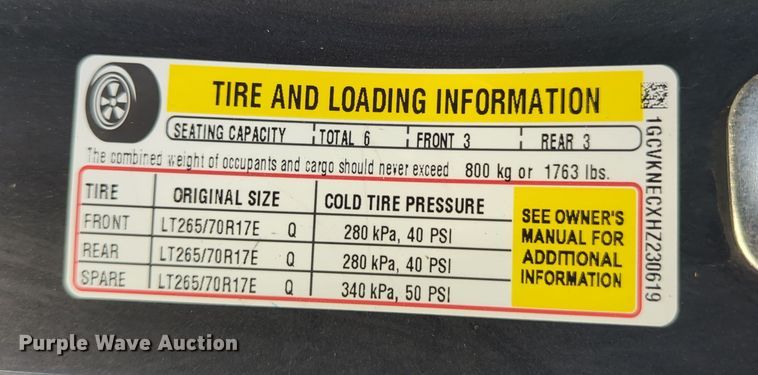 TIRE AND LOADING INFORMATION
SEATING CAPACITY TOTAL 6 FRONT 3 REAR 3
The combined weight of occupants and cargo should never exceed 800 kg or 1763 lbs.
TIRE ORIGINAL SIZE COLD TIRE PRESSURE
FRONT LT265/70R17E Q 280 kPa, 40 PSI
REAR LT265/70R17E Q 280 kPa, 40 PSI
SPARE LT265/70R17E Q 340 kPa, 50 PSI
SEE OWNER'S
MANUAL FOR
ADDITIONAL
INFORMATION
1GCVKNECXHZ230619
Purple Wave Auction